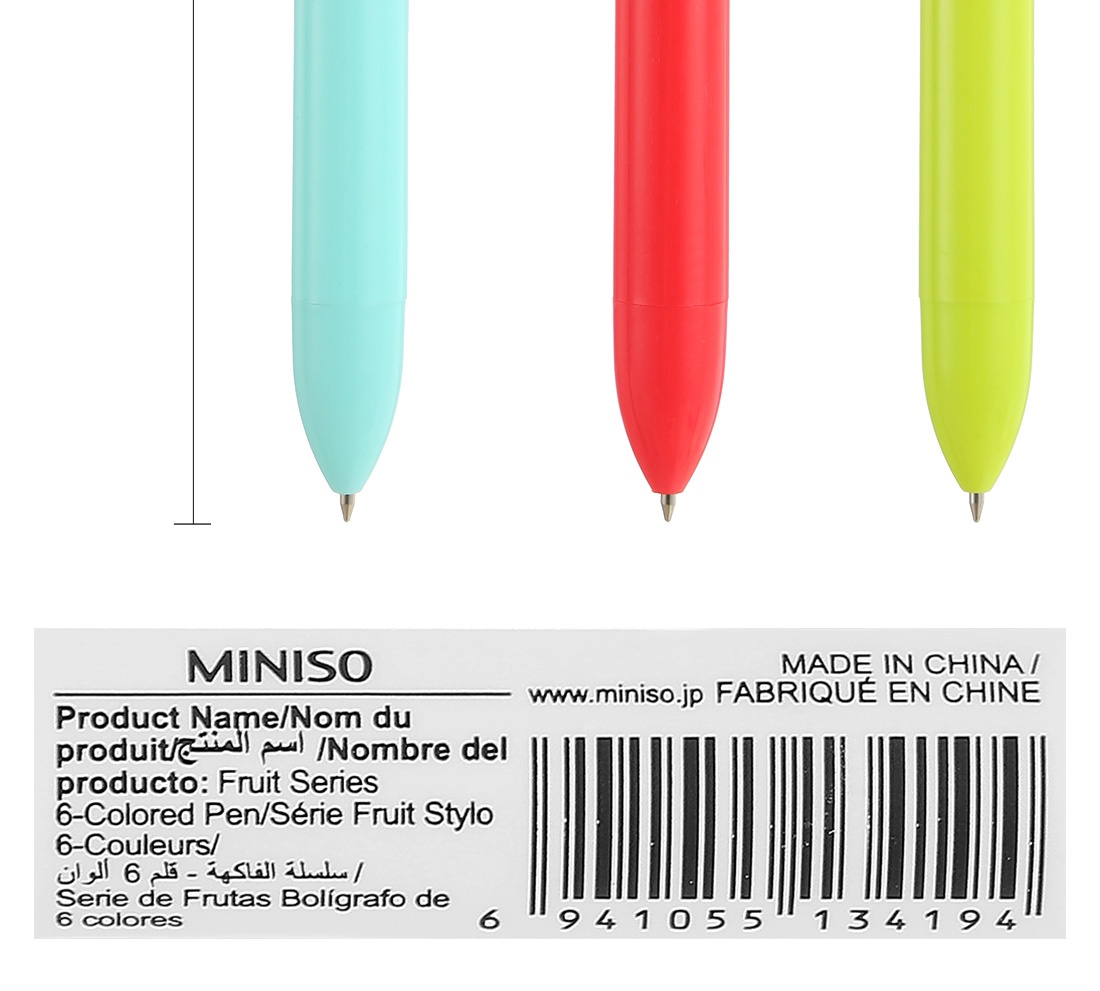 MINISO
Product Name/Nom du
produit/اسم المنتج /Nombre del
producto: Fruit Series
6-Colored Pen/Série Fruit Stylo
6-Couleurs/
سلسلة الفاكهة - قلم 6 ألوان /
Serie de Frutas Bolígrafo de
6 colores
MADE IN CHINA /
www.miniso.jp FABRIQUÉ EN CHINE
6 941055 134194